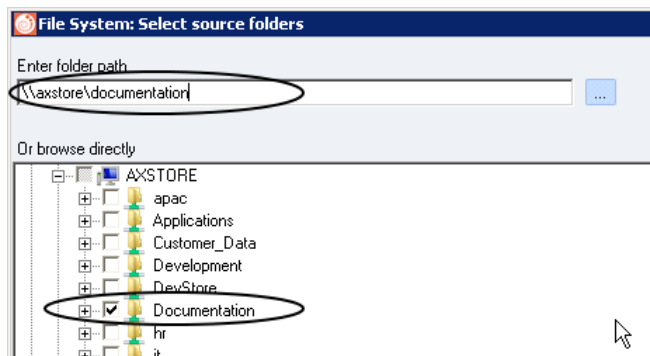 File System: Select source folders
Enter folder path
\\axstore\documentation
...
Or browse directly
AXSTORE
apac
Applications
Customer_Data
Development
DevStore
Documentation
hr
it